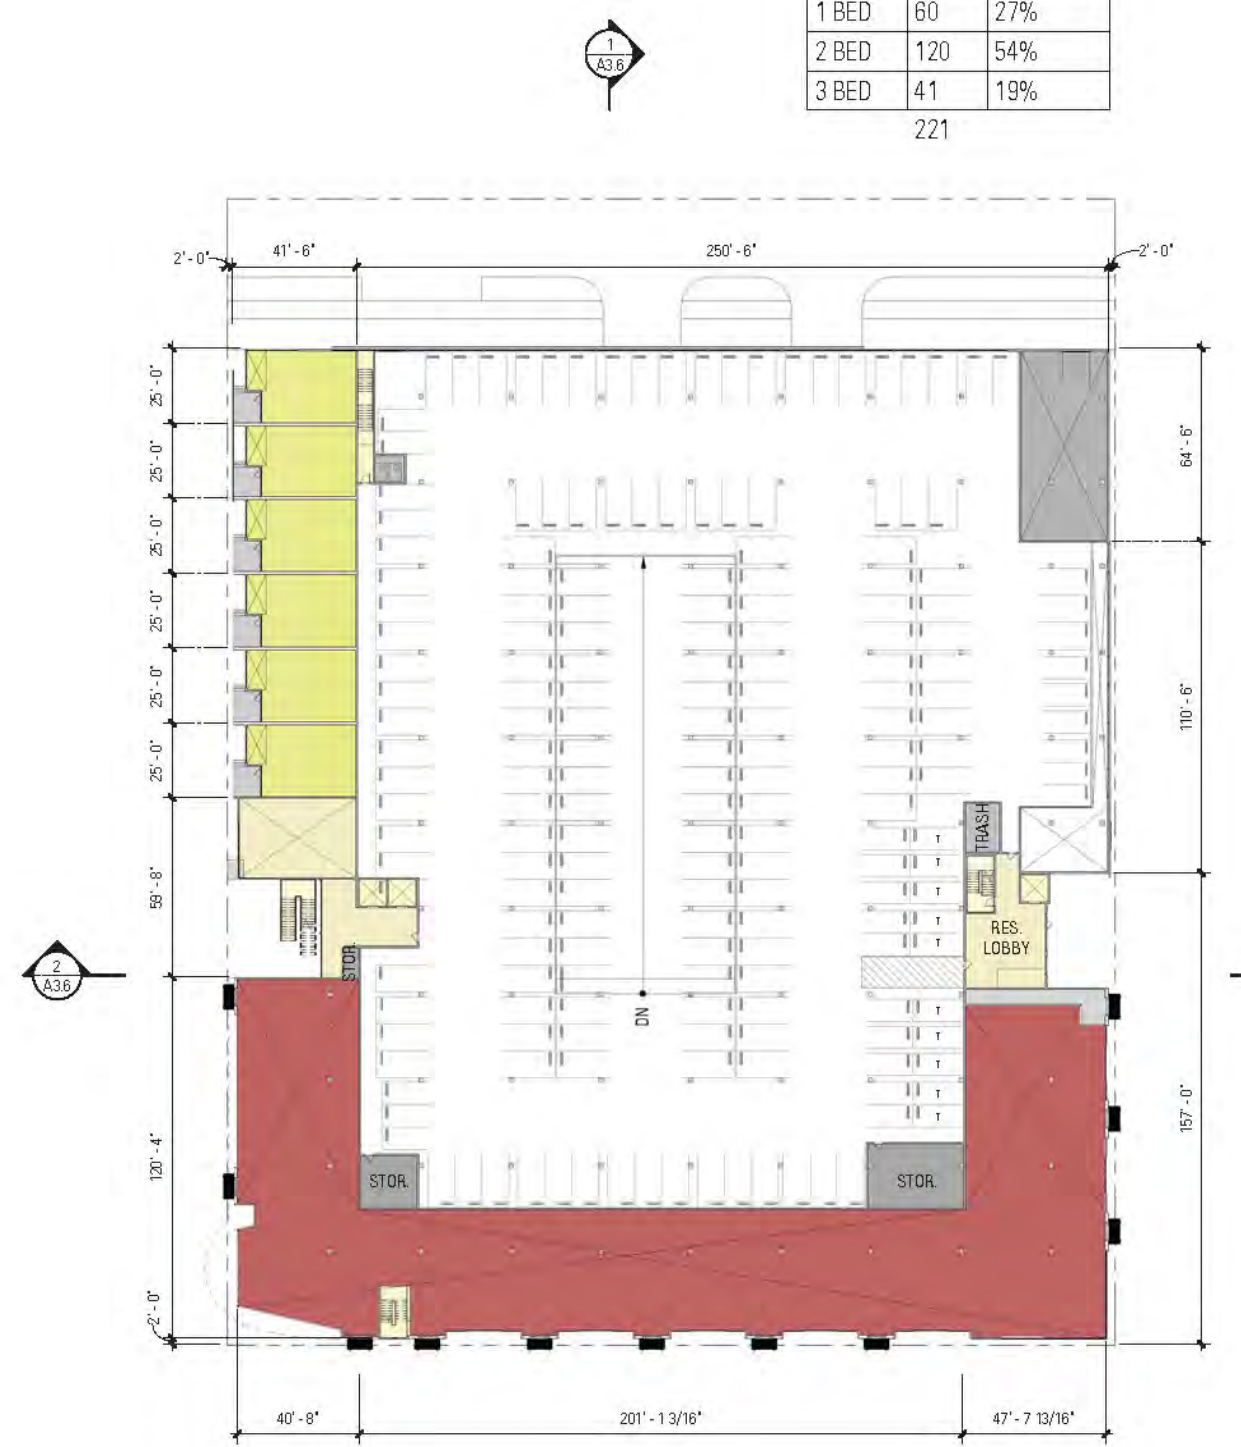 1 BED 60 27%
2 BED 120 54%
3 BED 41 19%
221
1
A3.6
2'-0"
41'-6"
250'-6"
2'-0"
25'-0"
25'-0"
25'-0"
25'-0"
25'-0"
25'-0"
64'-6"
110'-6"
TRASH
59'-8"
RES.
LOBBY
STOR.
2
A3.6
DN
T
T
T
T
T
T
T
T
T
T
120'-4"
157'-0"
STOR.
STOR.
2'-0"
40'-8"
201'-1 3/16"
47'-7 13/16"